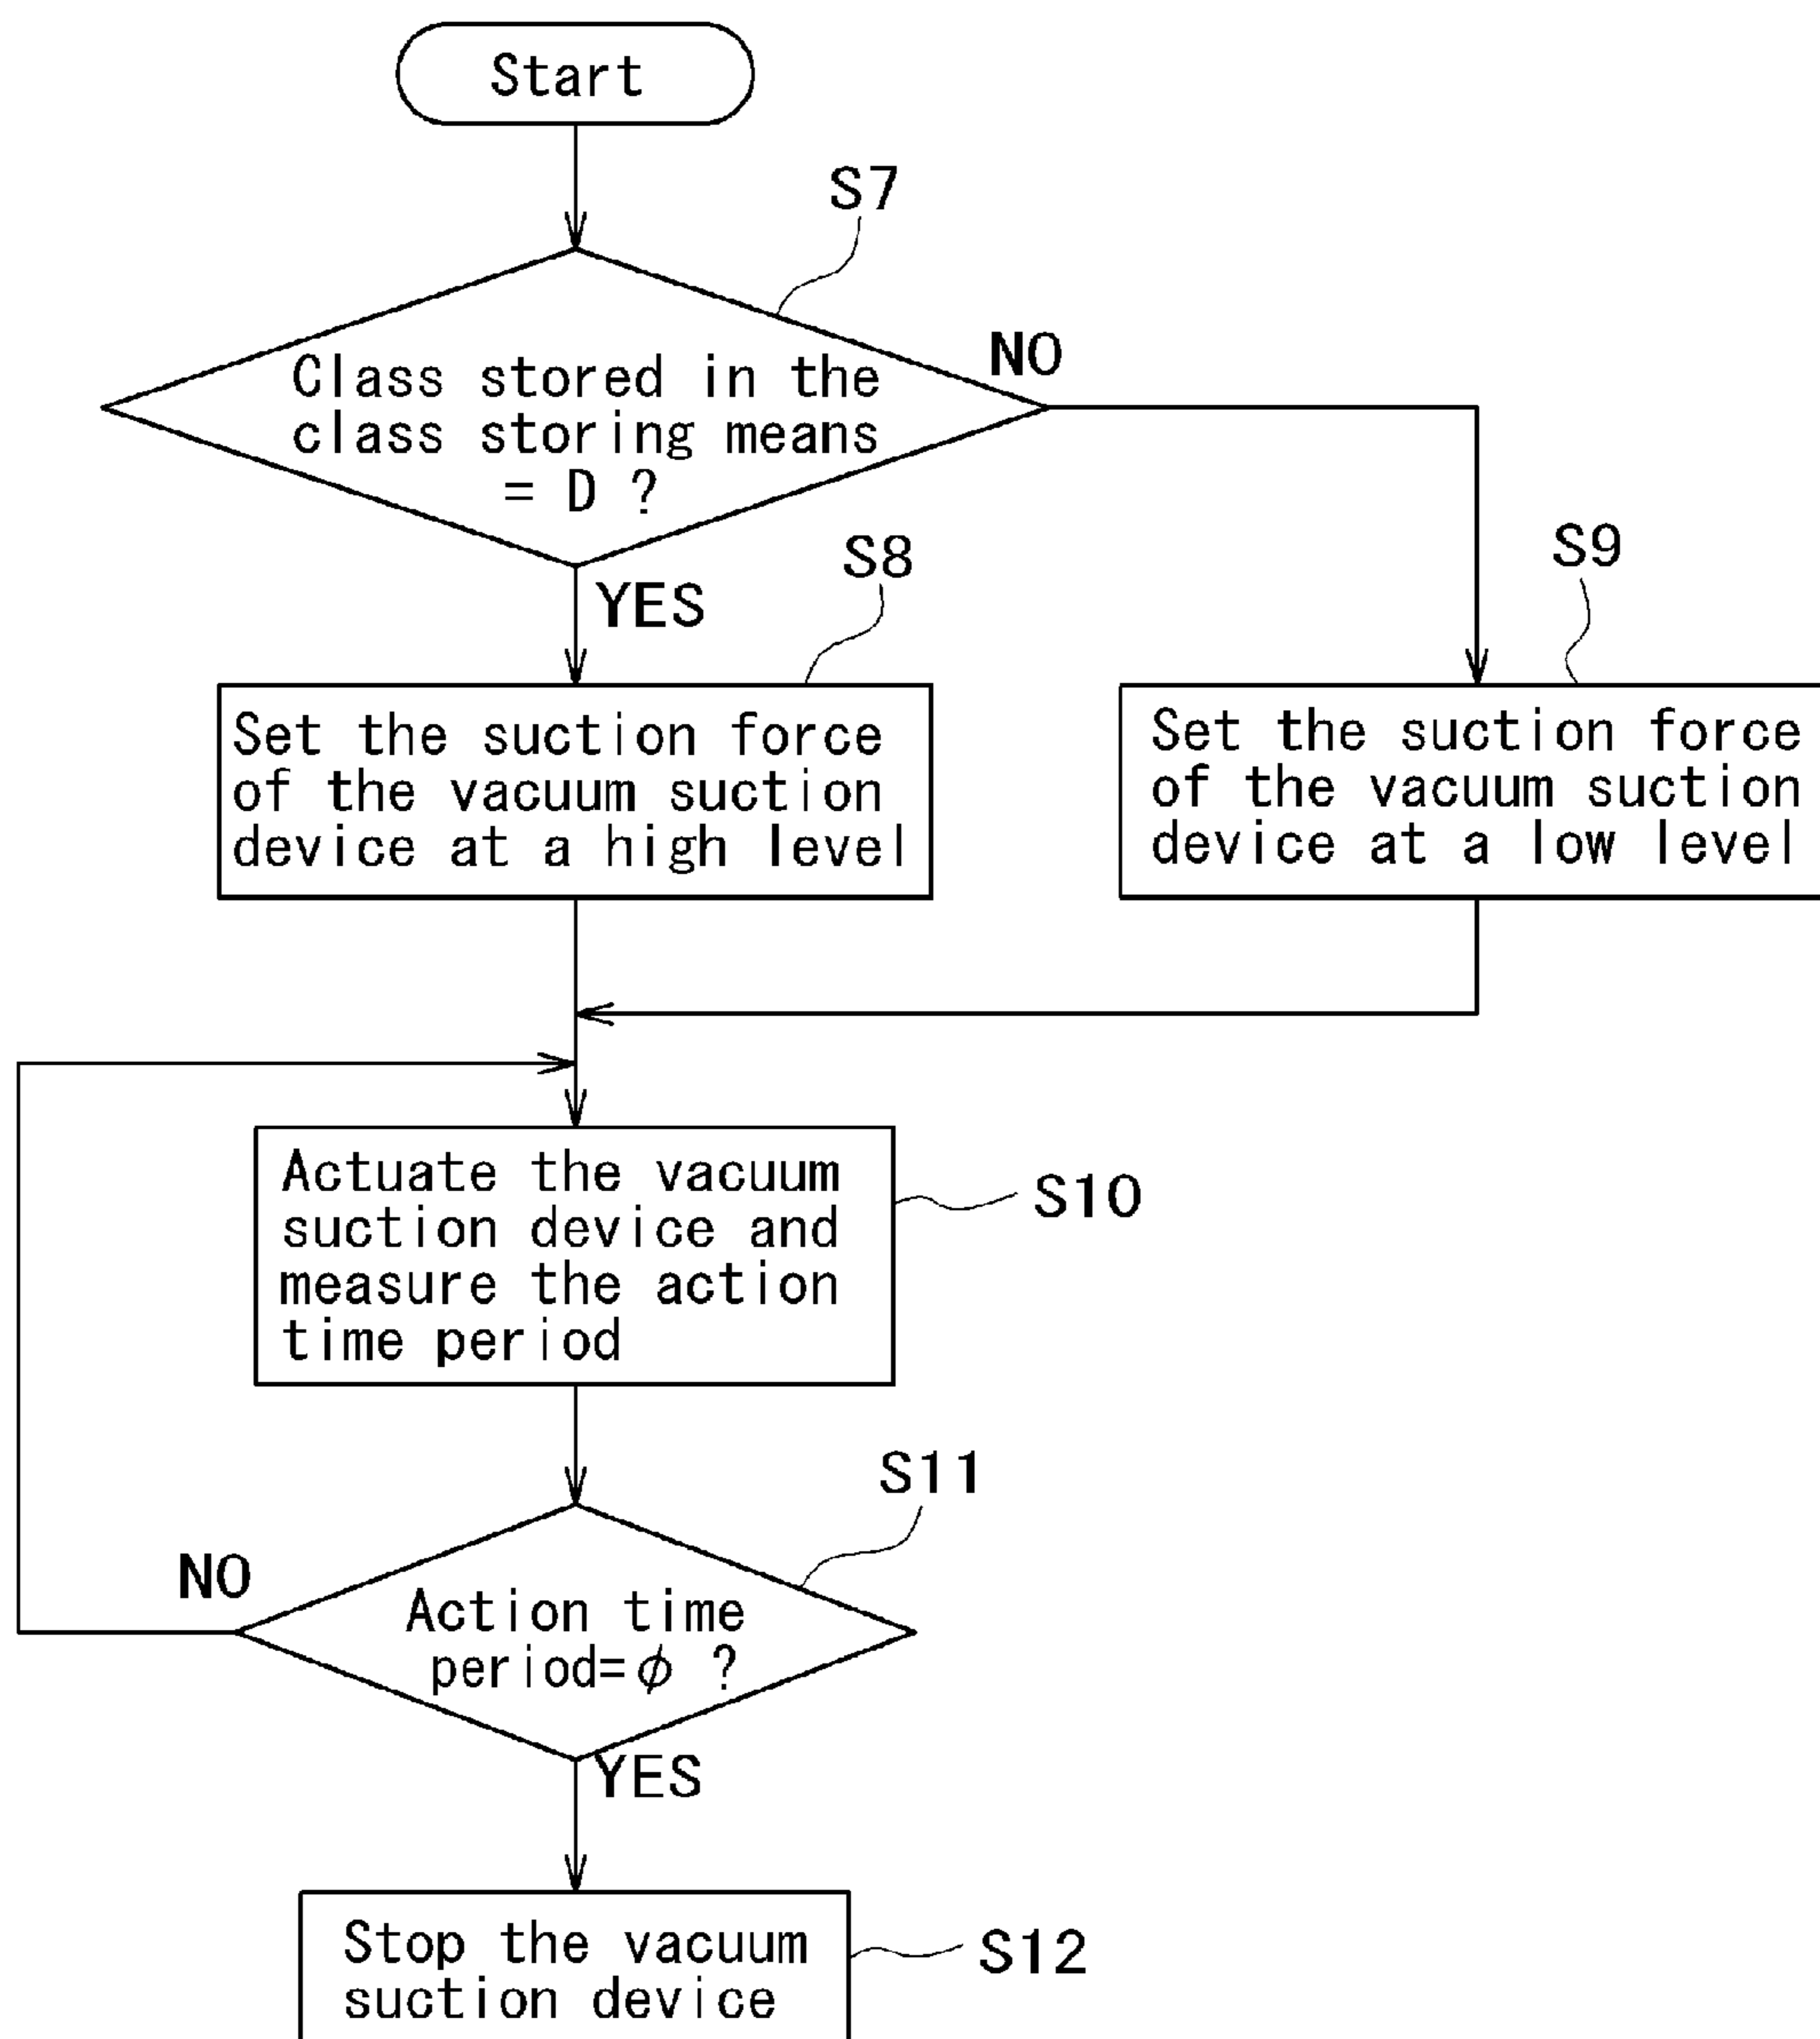 Start
S7
Class stored in the
class storing means
= D ?
NO
YES
S8
S9
Set the suction force
of the vacuum suction
device at a high level
Set the suction force
of the vacuum suction
device at a low level
Actuate the vacuum
suction device and
measure the action
time period
S10
S11
NO
Action time
period=ϕ ?
YES
Stop the vacuum
suction device
S12